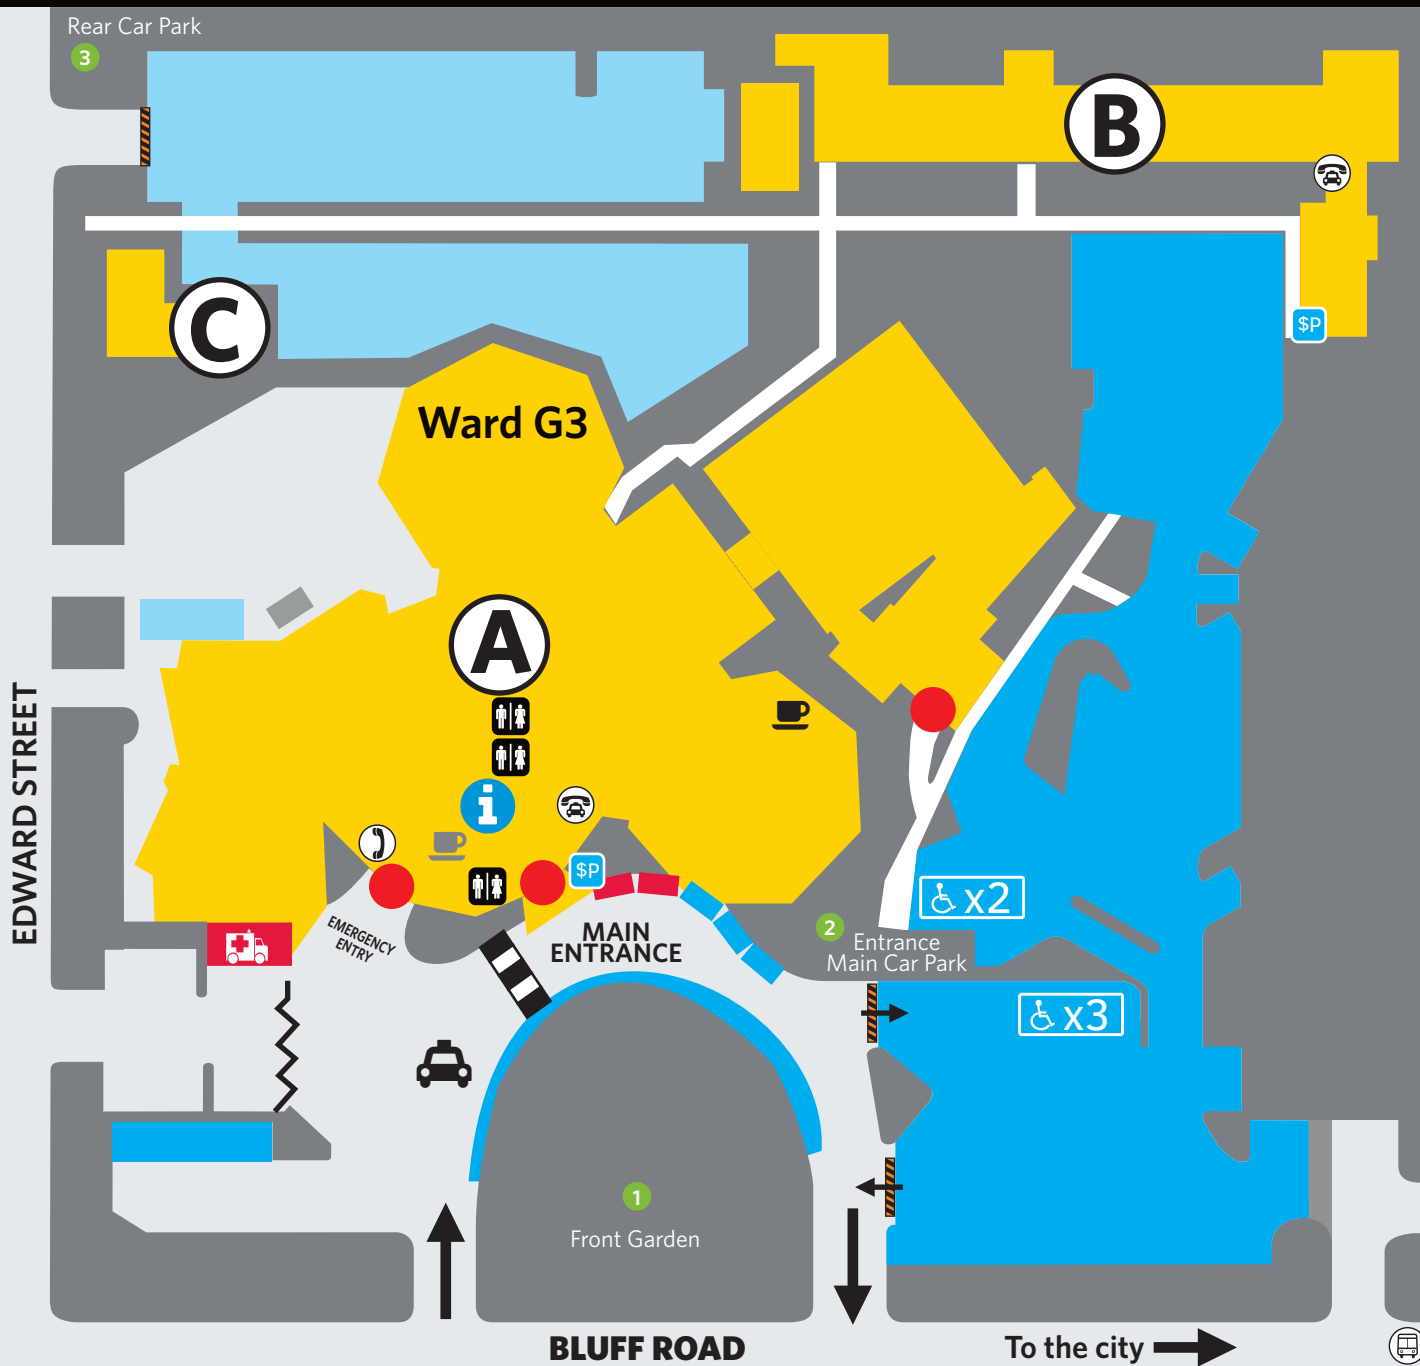 Rear Car Park
3
B
C
$P
Ward G3
A
i
$P
EDWARD STREET
EMERGENCY
ENTRY
MAIN
ENTRANCE
x2
2
Entrance
Main Car Park
x3
1
Front Garden
BLUFF ROAD
To the city